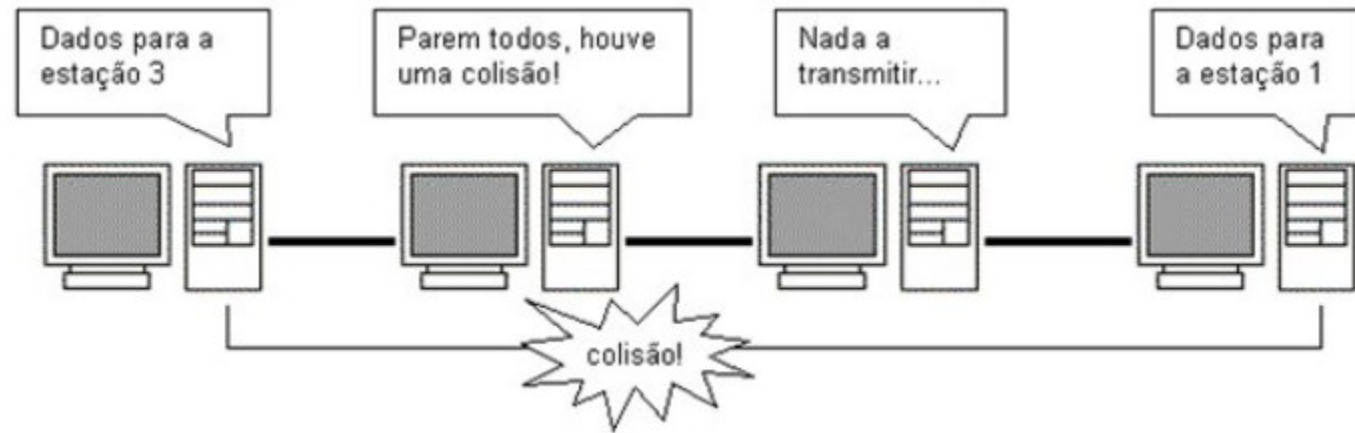 Dados para a
estação 3
Parem todos, houve
uma colisão!
Nada a
transmitir...
Dados para
a estação 1
colisão!